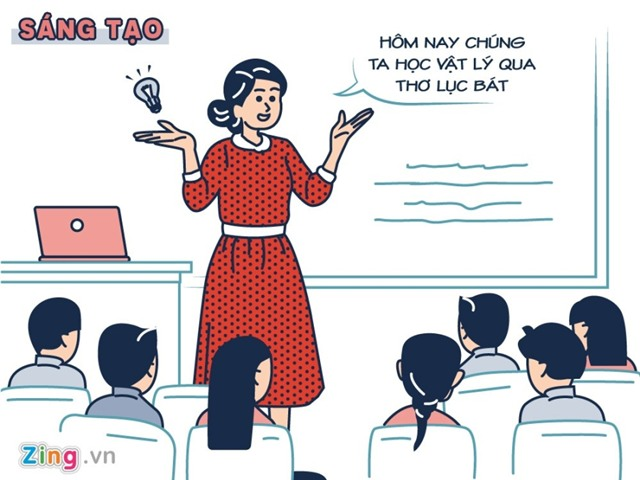 SÁNG TẠO
HÔM NAY CHÚNG
TA HỌC VẬT LÝ QUA
THƠ LỤC BÁT
Zing.vn